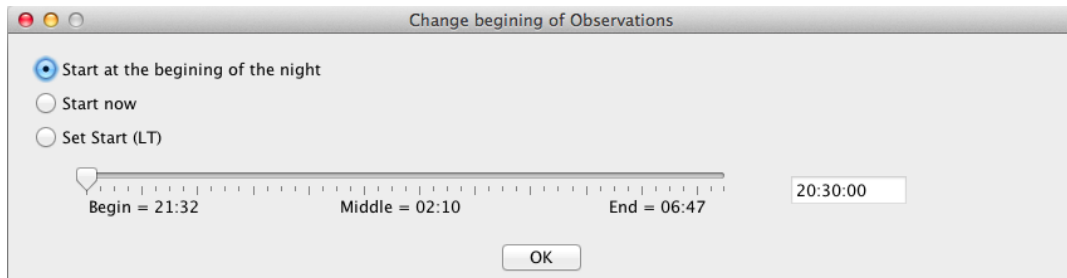 Change begining of Observations
Start at the begining of the night
Start now
Set Start (LT)
20:30:00
Begin = 21:32 Middle = 02:10 End = 06:47
OK